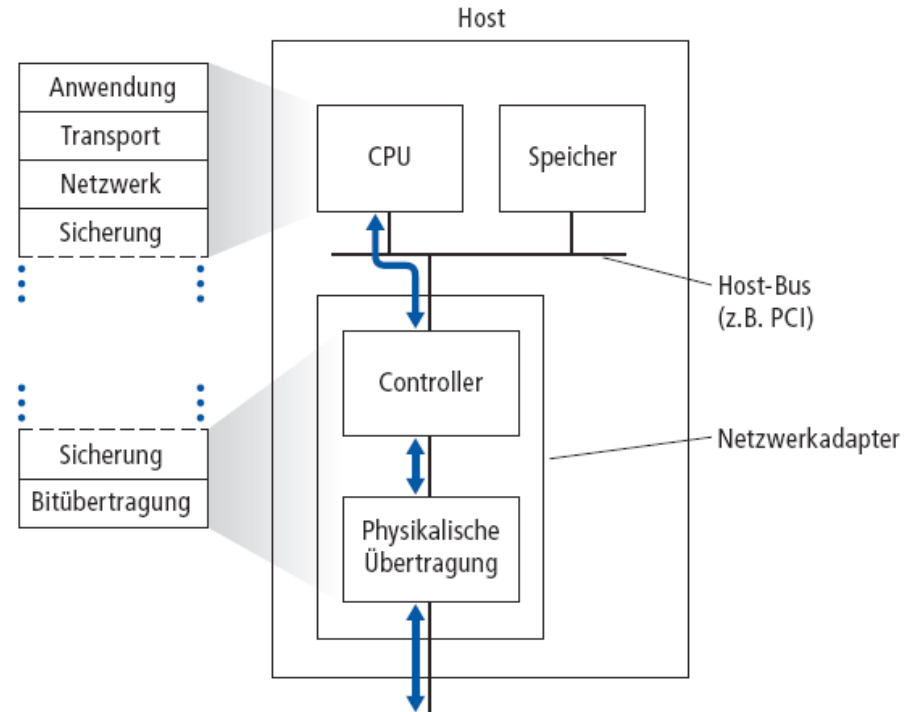 Host
Anwendung
Transport
Netzwerk
Sicherung
CPU
Speicher
Host-Bus
(z.B. PCI)
Controller
Netzwerkadapter
Sicherung
Bitübertragung
Physikalische
Übertragung